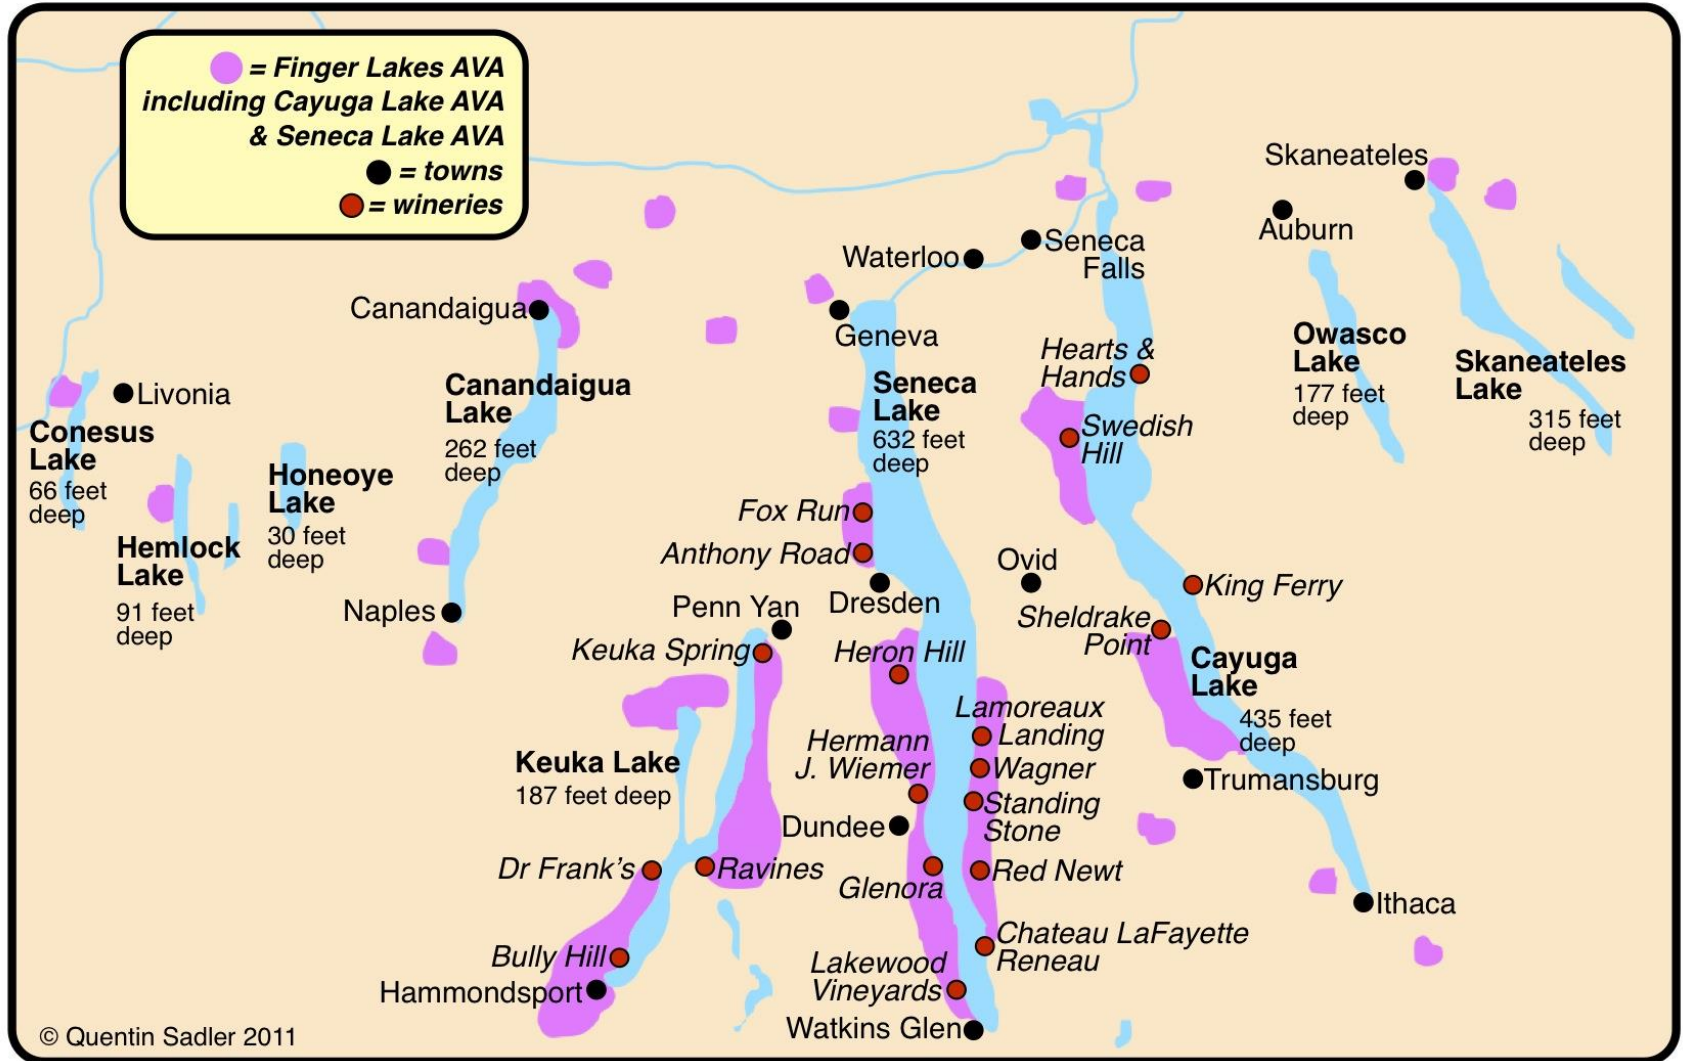 = Finger Lakes AVA
including Cayuga Lake AVA
& Seneca Lake AVA
= towns
= wineries
Skaneateles
Auburn
Waterloo
Seneca
Falls
Canandaigua
Geneva
Livonia
Conesus
Lake
66 feet
deep
Hemlock
Lake
91 feet
deep
Honeoye
Lake
30 feet
deep
Canandaigua
Lake
262 feet
deep
Naples
Seneca
Lake
632 feet
deep
Hearts &
Hands
Swedish
Hill
Owasco
Lake
177 feet
deep
Skaneateles
Lake
315 feet
deep
Fox Run
Anthony Road
Dresden
Ovid
King Ferry
Sheldrake
Point
Cayuga
Lake
435 feet
deep
Penn Yan
Keuka Spring
Heron Hill
Lamoreaux
Landing
Hermann
J. Wiemer
Wagner
Standing
Stone
Keuka Lake
187 feet deep
Trumansburg
Dundee
Dr Frank's
Ravines
Glenora
Red Newt
Ithaca
Bully Hill
Hammondsport
Chateau LaFayette
Reneau
Lakewood
Vineyards
Watkins Glen
© Quentin Sadler 2011